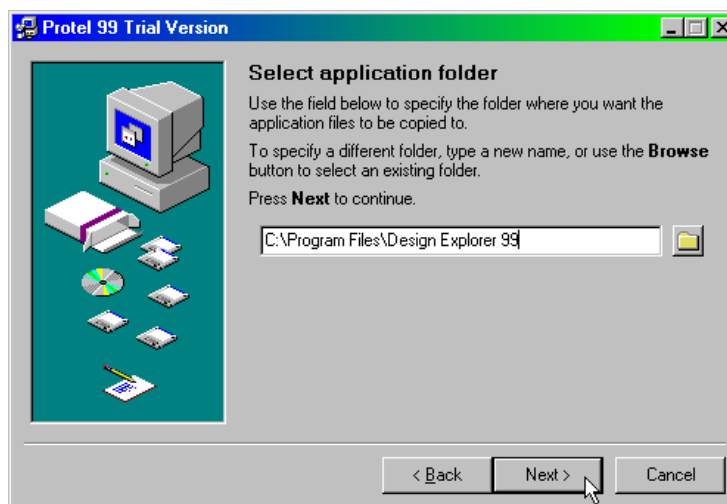 Protel 99 Trial Version
Select application folder
Use the field below to specify the folder where you want the
application files to be copied to.
To specify a different folder, type a new name, or use the Browse
button to select an existing folder.
Press Next to continue.
C:\Program Files\Design Explorer 99
< Back Next > Cancel